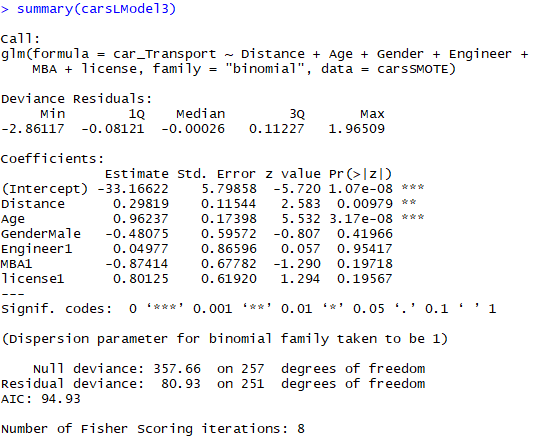 > summary(carsLModel3)
Call:
glm(formula = car_Transport ~ Distance + Age + Gender + Engineer +
    MBA + license, family = "binomial", data = carsSMOTE)
Deviance Residuals:
     Min       1Q   Median       3Q      Max
-2.86117  -0.08121  -0.00026  0.11227  1.96509
Coefficients:
             Estimate Std. Error z value Pr(>|z|)
(Intercept) -33.16622    5.79858  -5.720 1.07e-08 ***
Distance      0.29819    0.11544   2.583  0.00979 **
Age           0.96237    0.17398   5.532 3.17e-08 ***
GenderMale   -0.48075    0.59572  -0.807  0.41966
Engineer1     0.04977    0.86596   0.057  0.95417
MBA1         -0.87414    0.67782  -1.290  0.19718
license1      0.80125    0.61920   1.294  0.19567
---
Signif. codes:  0 ‘***’ 0.001 ‘**’ 0.01 ‘*’ 0.05 ‘.’ 0.1 ‘ ’ 1
(Dispersion parameter for binomial family taken to be 1)
    Null deviance: 357.66  on 257  degrees of freedom
Residual deviance:  80.93  on 251  degrees of freedom
AIC: 94.93
Number of Fisher Scoring iterations: 8